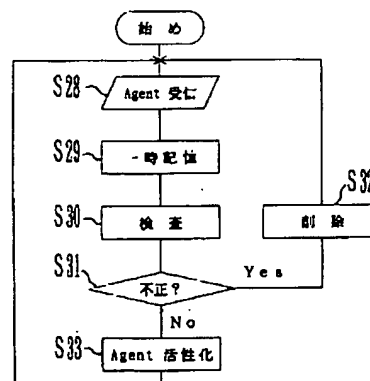 始め
S28
Agent 受信
S29
一時記憶
S30
検査
S32
削除
S31
不正?
Yes
No
S33
Agent 活性化